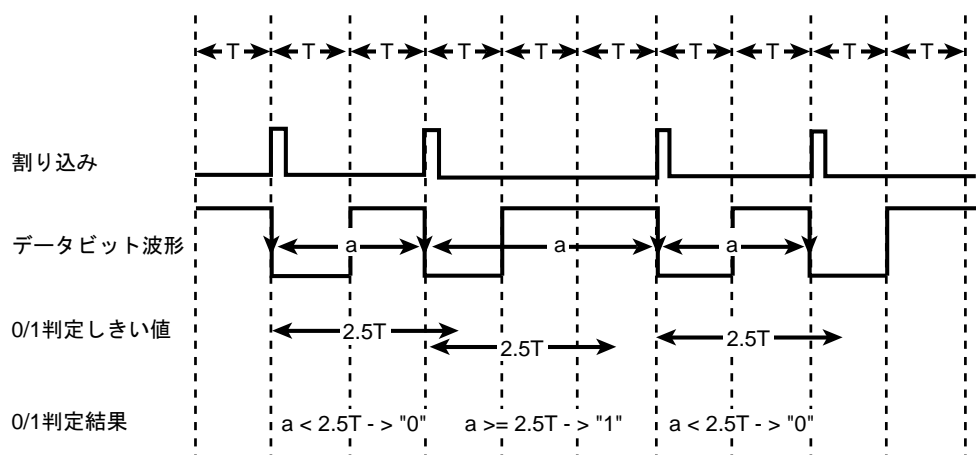 T T T T T T T T T T
割り込み
データビット波形 a a a
0/1判定しきい値 2.5T 2.5T 2.5T
0/1判定結果 a < 2.5T - > "0" a >= 2.5T - > "1" a < 2.5T - > "0"